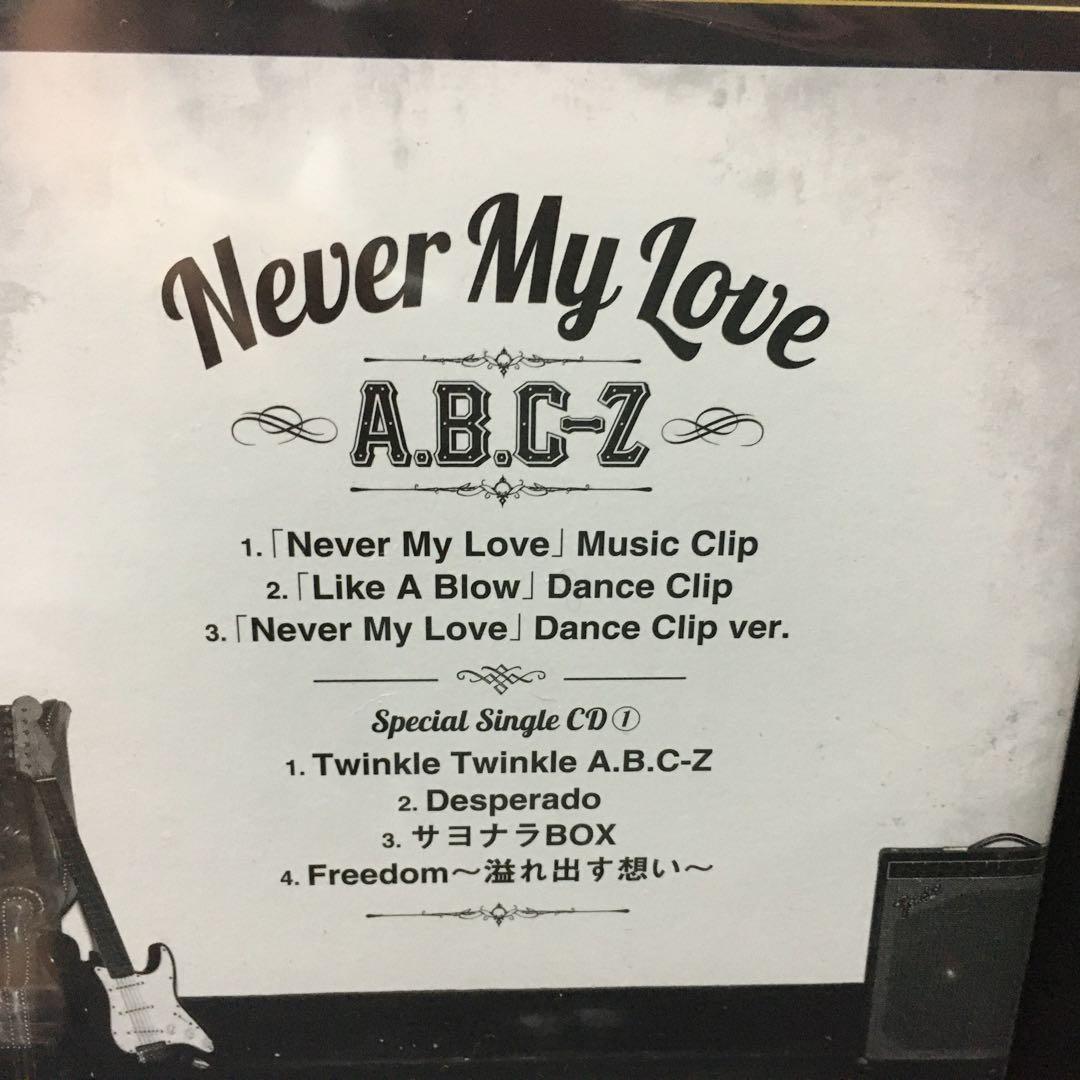 Never My Love
A.B.C-Z
1.「Never My Love」Music Clip
2.「Like A Blow」Dance Clip
3.「Never My Love」Dance Clip ver.
Special Single CD①
1. Twinkle Twinkle A.B.C-Z
2. Desperado
3. サヨナラBOX
4. Freedom〜溢れ出す想い〜
Fender